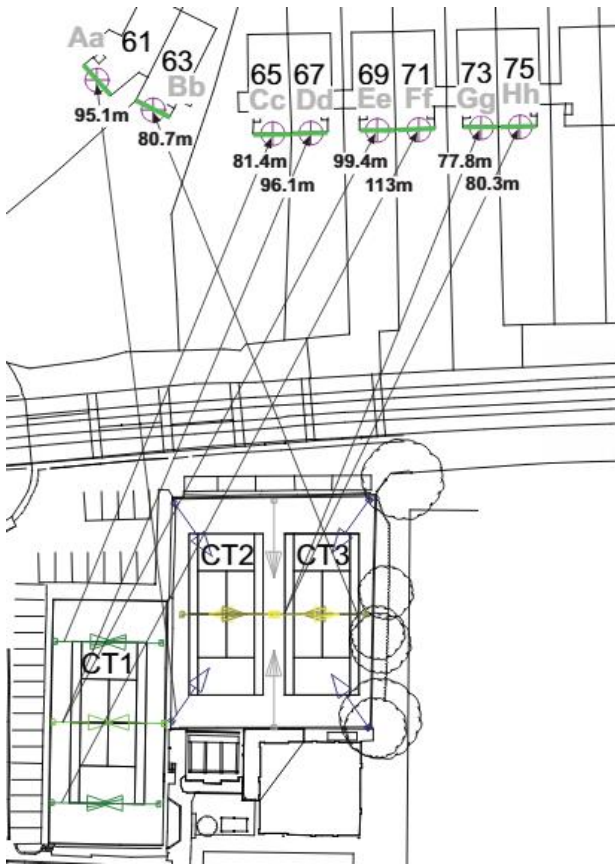 Aa 61
63
Bb
95.1m
80.7m
65 67 69 71 73 75
Cc Dd Ee Ff Gg Hh
81.4m 99.4m 77.8m
96.1m 113m 80.3m
CT2 CT3
CT1